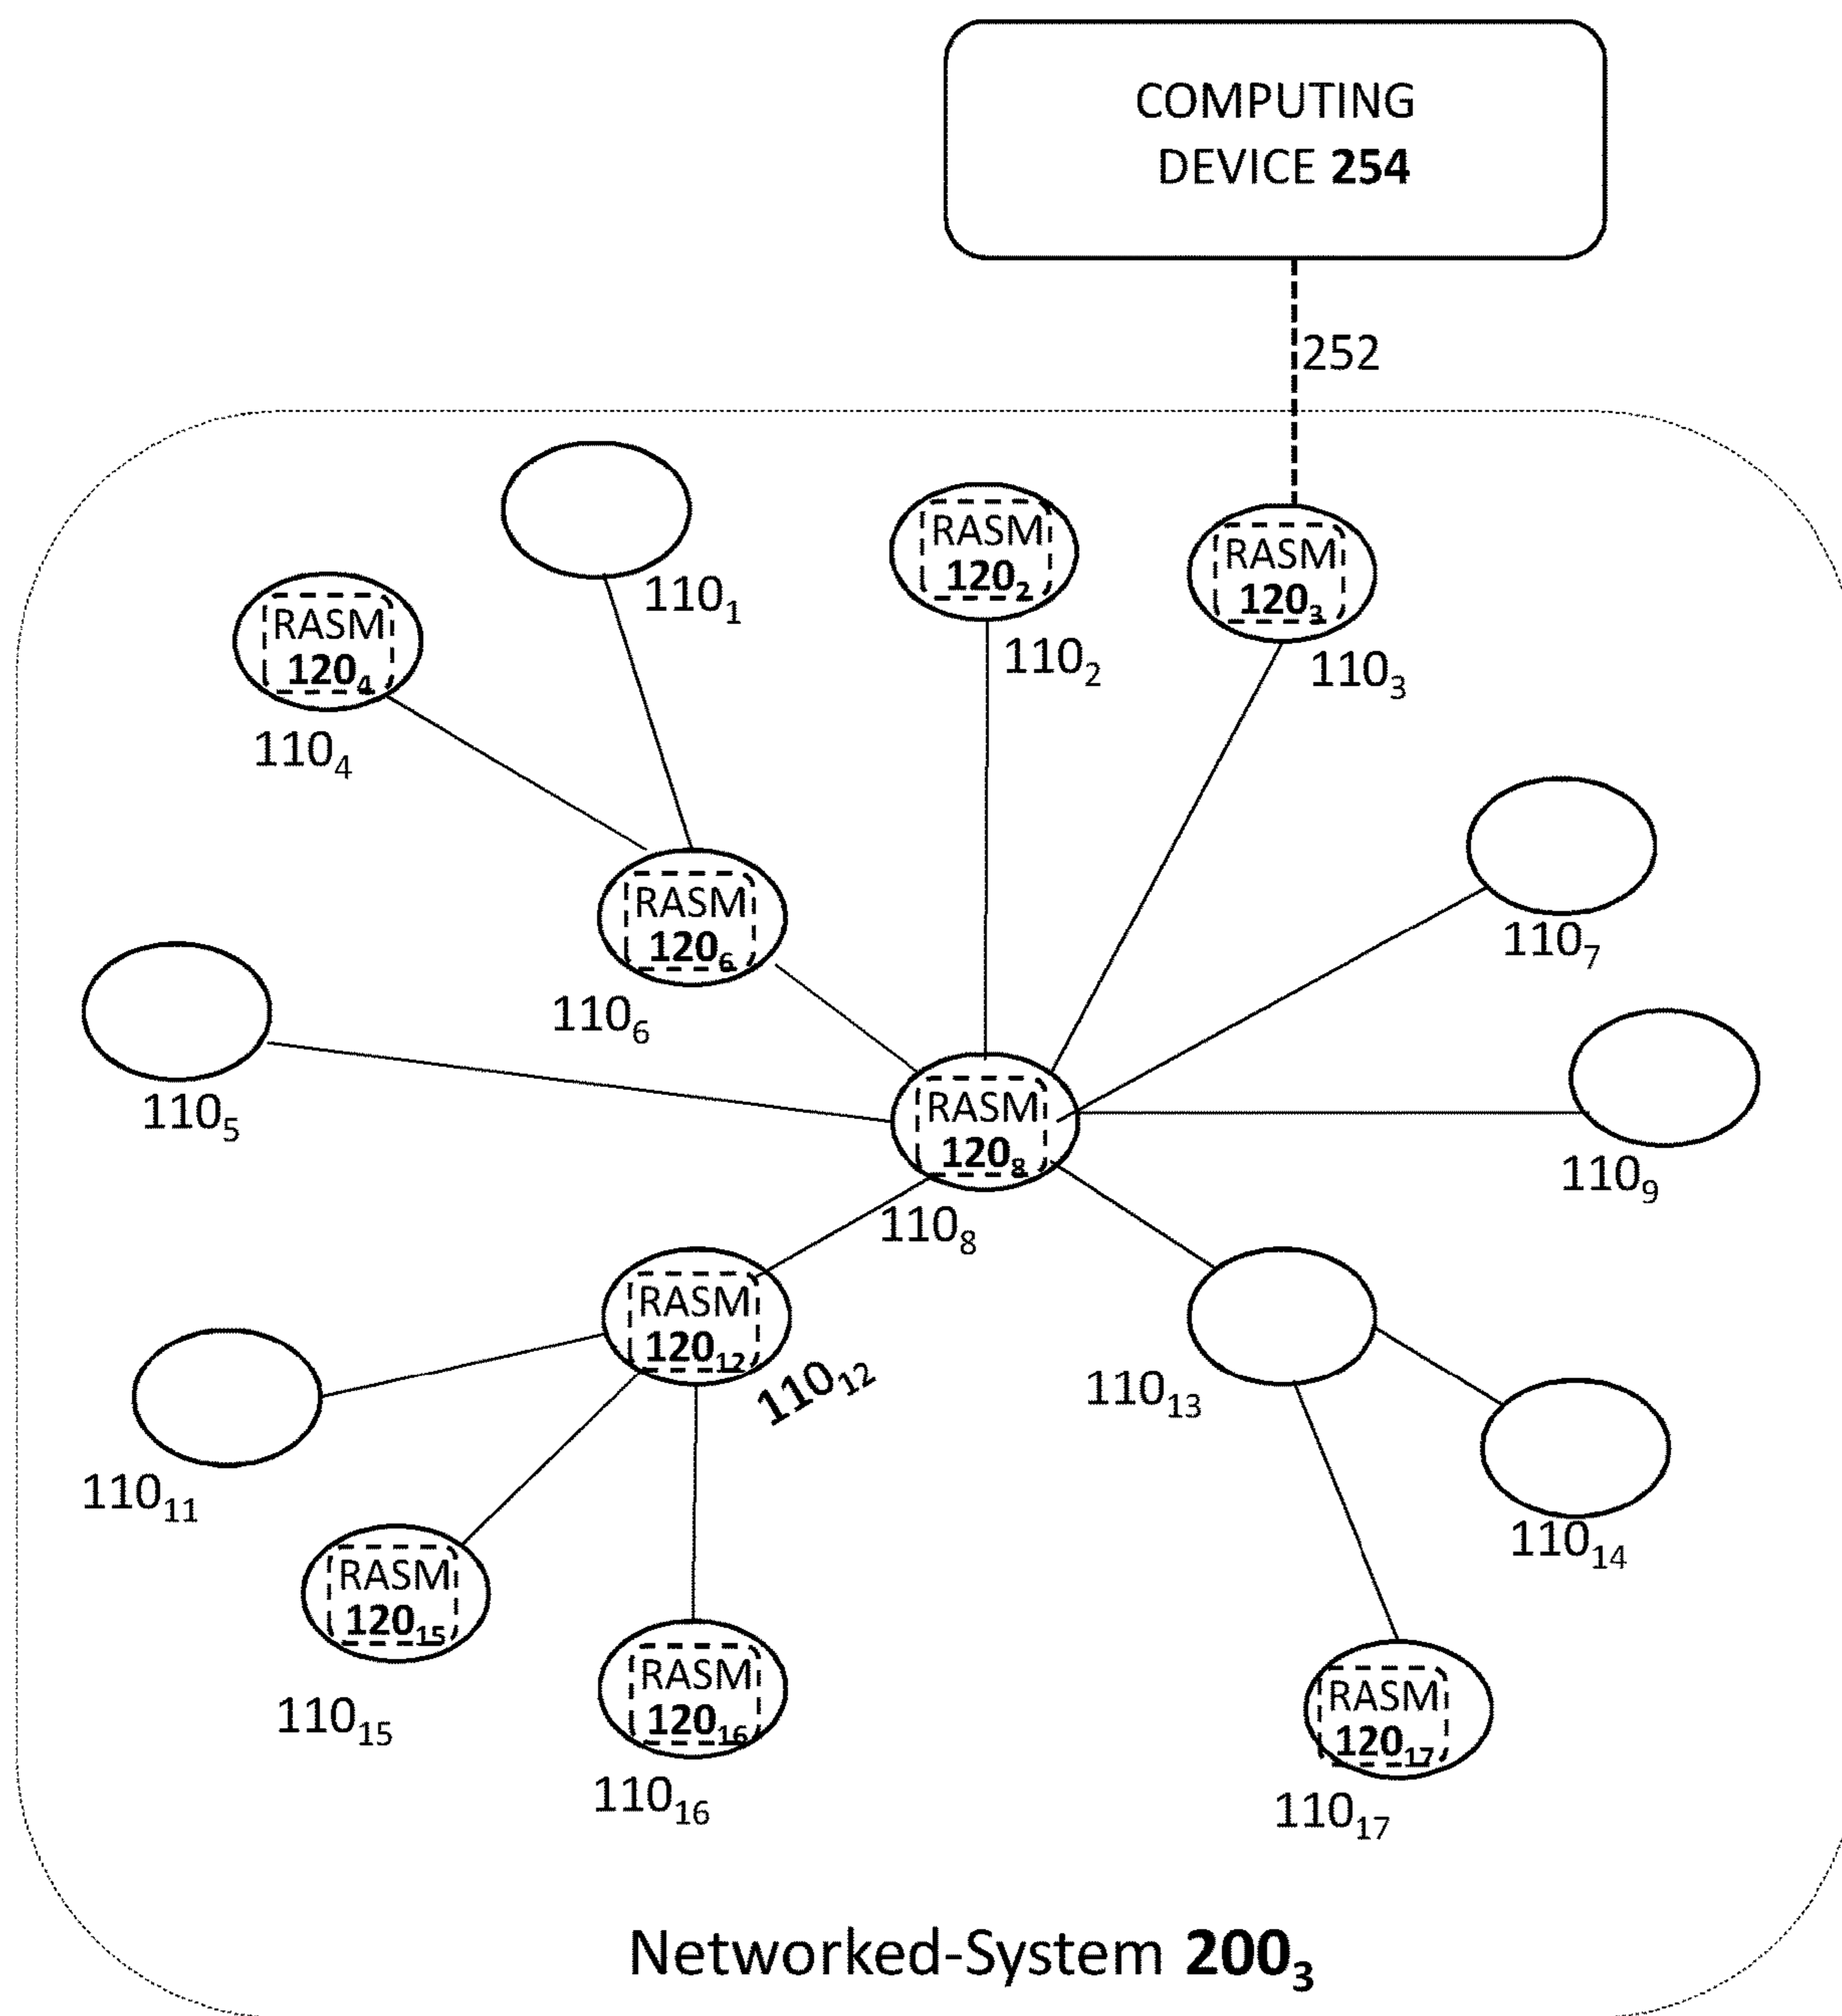 COMPUTING
DEVICE 254
252
110₁
RASM
120₂
110₂
RASM
120₃
110₃
RASM
120₄
110₄
RASM
120₆
110₆
110₇
110₅
RASM
120₈
110₈
110₉
RASM
120₁₂
110₁₂
110₁₃
110₁₁
110₁₄
RASM
120₁₅
110₁₅
RASM
120₁₆
110₁₆
RASM
120₁₇
110₁₇
Networked-System 200₃